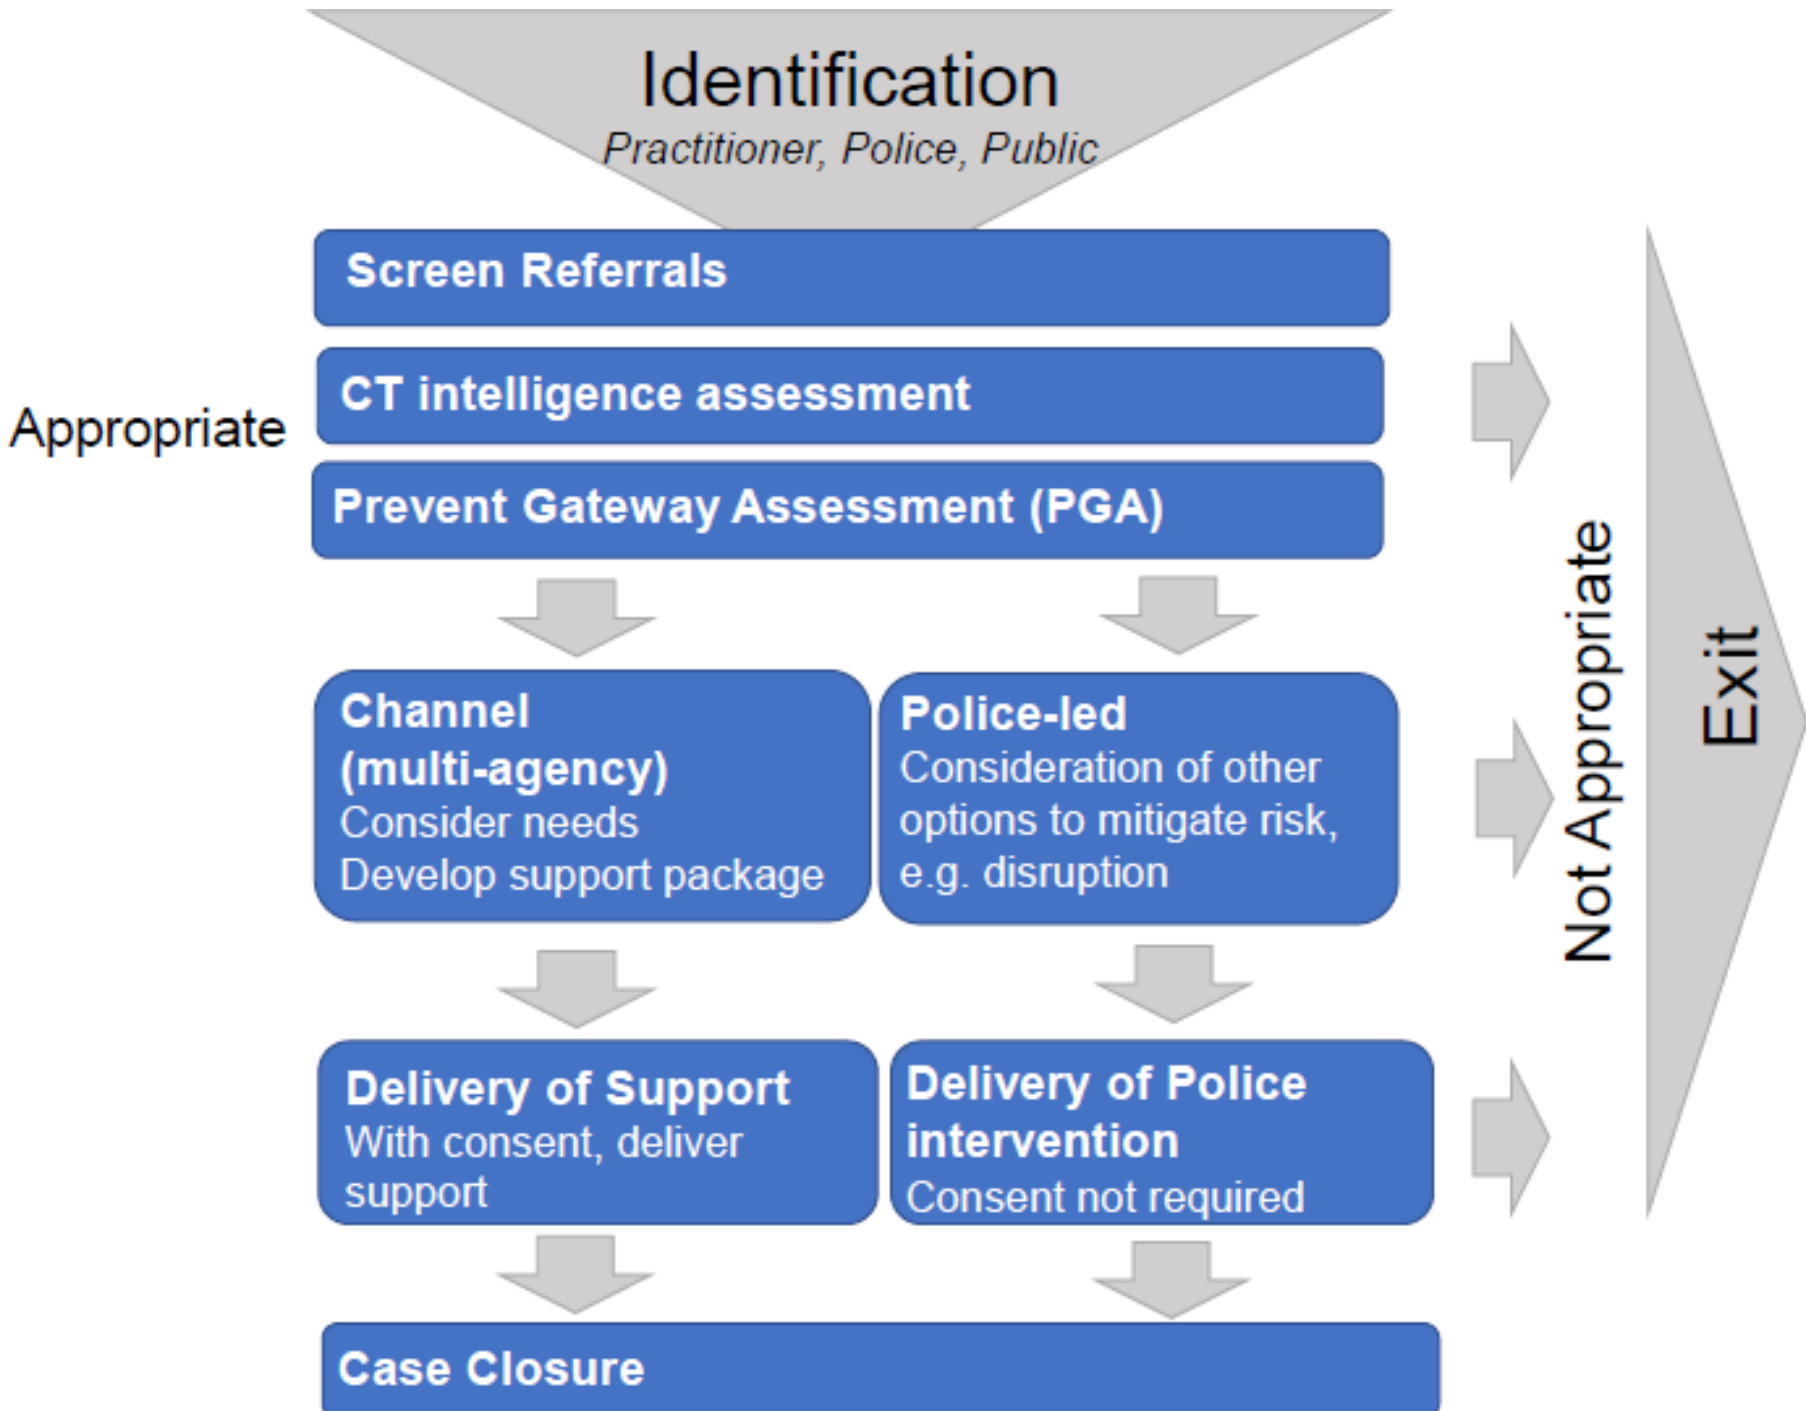 Identification
Practitioner, Police, Public
Screen Referrals
CT intelligence assessment
Appropriate
Prevent Gateway Assessment (PGA)
Channel
(multi-agency)
Consider needs
Develop support package
Police-led
Consideration of other
options to mitigate risk,
e.g. disruption
Not Appropriate
Exit
Delivery of Support
With consent, deliver
support
Delivery of Police
intervention
Consent not required
Case Closure